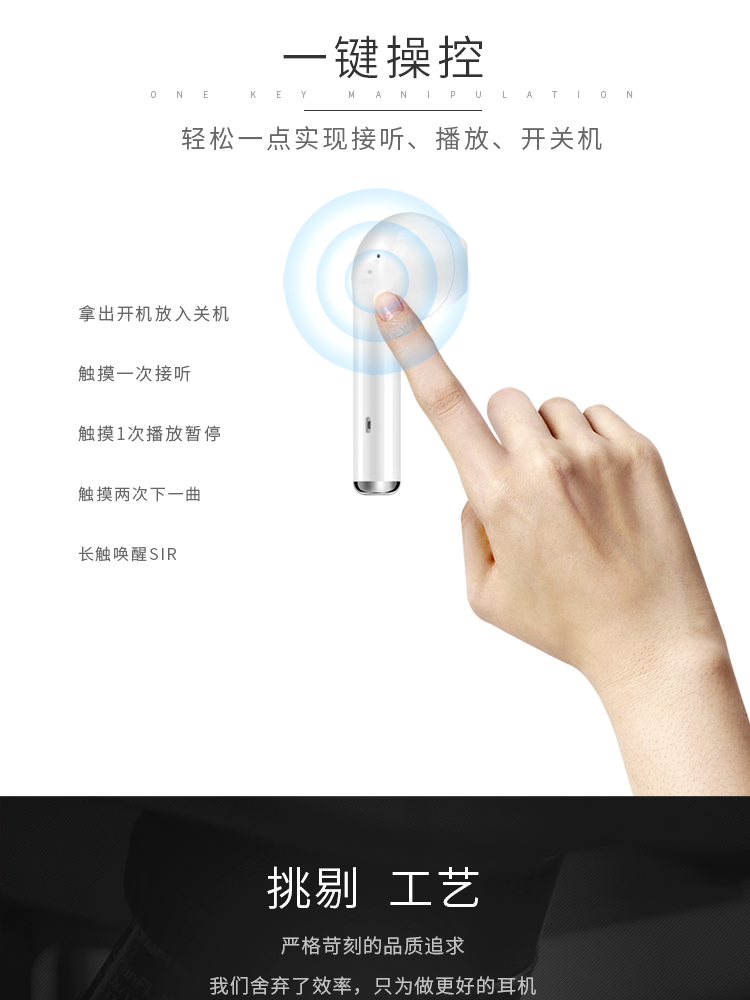 一键操控
ONE KEY MANIPULATION
轻松一点实现接听、播放、开关机
拿出开机放入关机
触摸一次接听
触摸1次播放暂停
触摸两次下一曲
长触唤醒SIR
挑剔 工艺
严格苛刻的品质追求
我们舍弃了效率，只为做更好的耳机